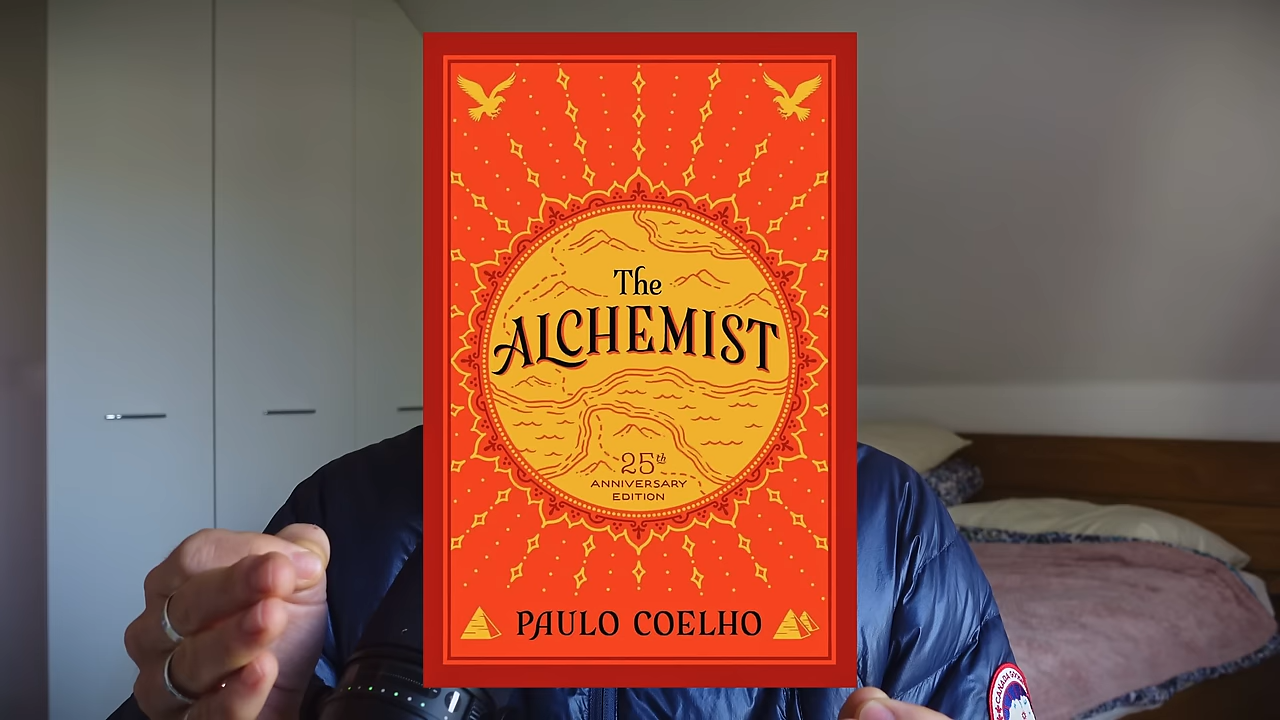 The
ALCHEMIST
25th
ANNIVERSARY
EDITION
PAULO COELHO